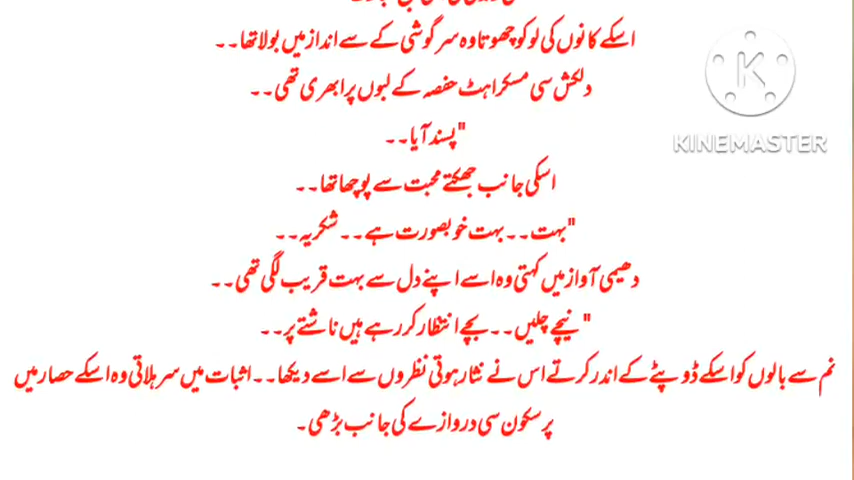 اسکے کانوں کی لو کو چھوتا وہ سرگوشی کے سے انداز میں بولا تھا۔۔
دلکش سی مسکراہٹ حفصہ کے لبوں پر ابھری تھی۔۔
"پسند آیا۔۔
اسکی جانب جھکتے محبت سے پوچھا تھا۔۔
"بہت۔۔بہت خوبصورت ہے۔۔شکریہ۔۔
دھیمی آواز میں کہتی وہ اسے اپنے دل سے بہت قریب لگی تھی۔۔
"نیچے چلیں۔۔بچے انتظار کر رہے ہیں ناشتے پر۔۔
نم سے بالوں کو اسکے ڈوپٹے کے اندر کرتے اس نے نثار ہوتی نظروں سے اسے دیکھا۔۔اثبات میں سر ہلاتی وہ اسکے حصار میں
پرسکون سی دروازے کی جانب بڑھی۔
KINEMASTER